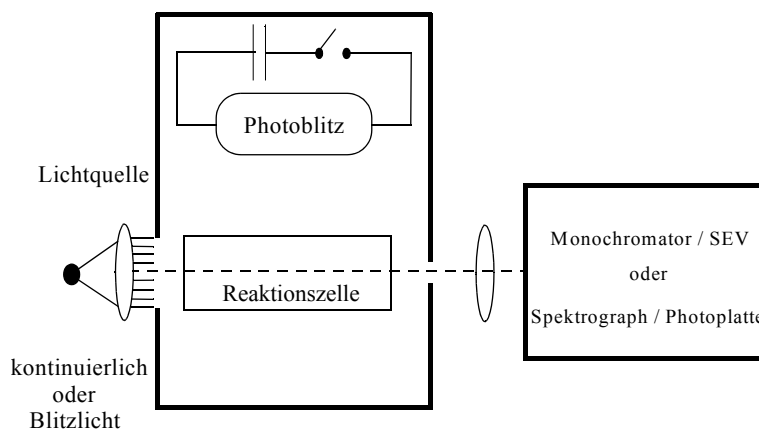 Photoblitz
Lichtquelle
Reaktionszelle
kontinuierlich
oder
Blitzlicht
Monochromator / SEV
oder
Spektrograph / Photoplatte